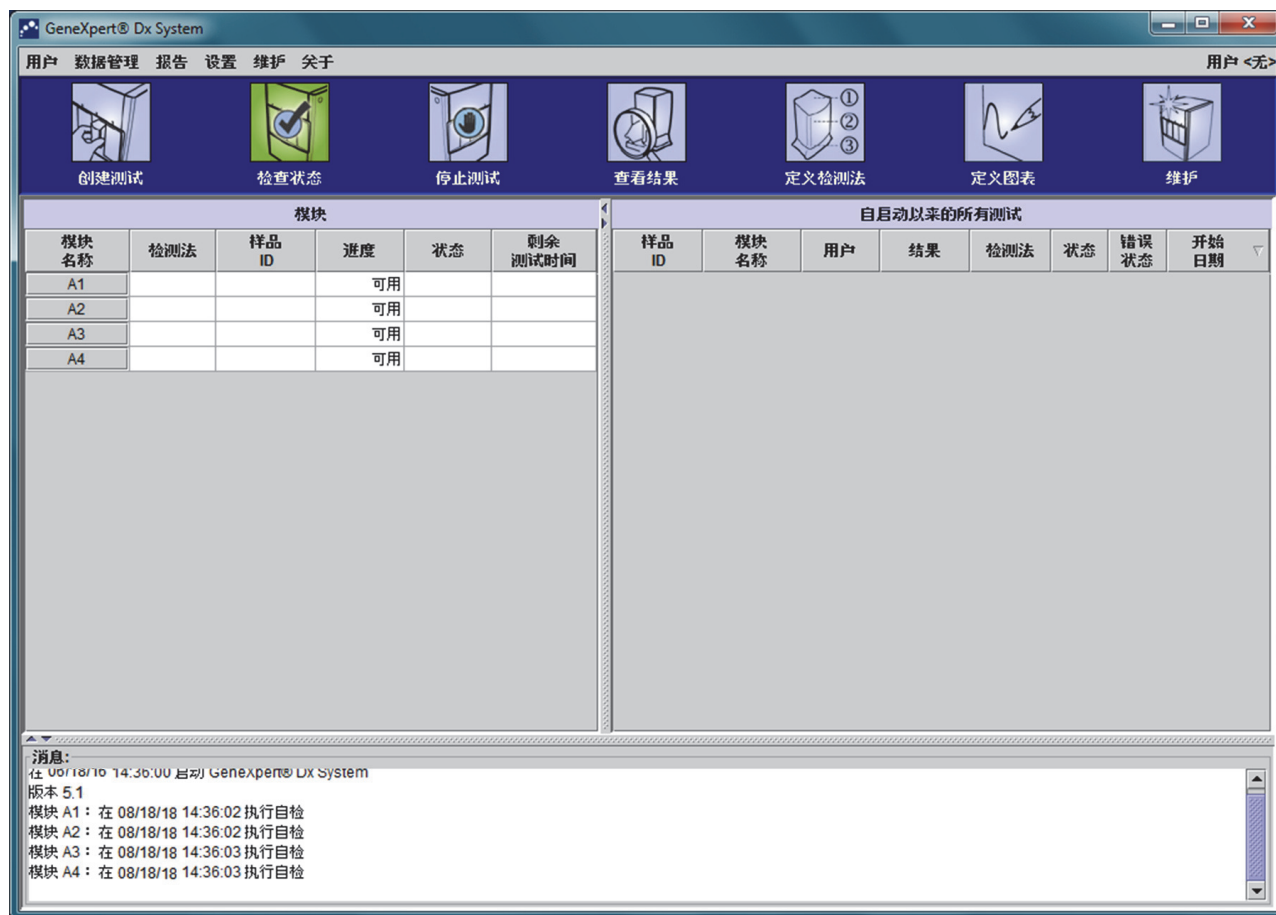 GeneXpert® Dx System
用户 数据管理 报告 设置 维护 关于 用户 <无>
创建测试 检查状态 停止测试 查看结果 定义检测法 定义图表 维护
模块
模块名称 检测法 样品ID 进度 状态 剩余测试时间
A1 可用
A2 可用
A3 可用
A4 可用
自启动以来的所有测试
样品ID 模块名称 用户 结果 检测法 状态 错误状态 开始日期
消息:
在 08/18/18 14:36:00 启动 GeneXpert® Dx System
版本 5.1
模块 A1：在 08/18/18 14:36:02 执行自检
模块 A2：在 08/18/18 14:36:02 执行自检
模块 A3：在 08/18/18 14:36:03 执行自检
模块 A4：在 08/18/18 14:36:03 执行自检